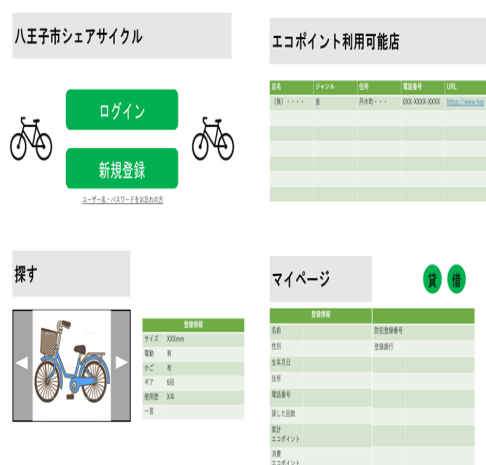 八王子市シェアサイクル
ログイン
新規登録
ユーザー名・パスワードをお忘れの方
エコポイント利用可能店
店名 ジャンル 住所 電話番号 URL
（株）・・・・ 食 丹木町・・・ 0XX-XXXX-XXXX https://www.hac
探す
登録情報
サイズ XXXmm
電動 有
かご 有
ギア 6段
使用歴 X年
一言
マイページ
貸 借
登録情報
名前 防犯登録番号
性別 登録銀行
生年月日
住所
電話番号
貸した回数
累計
エコポイント
消費
エコポイント